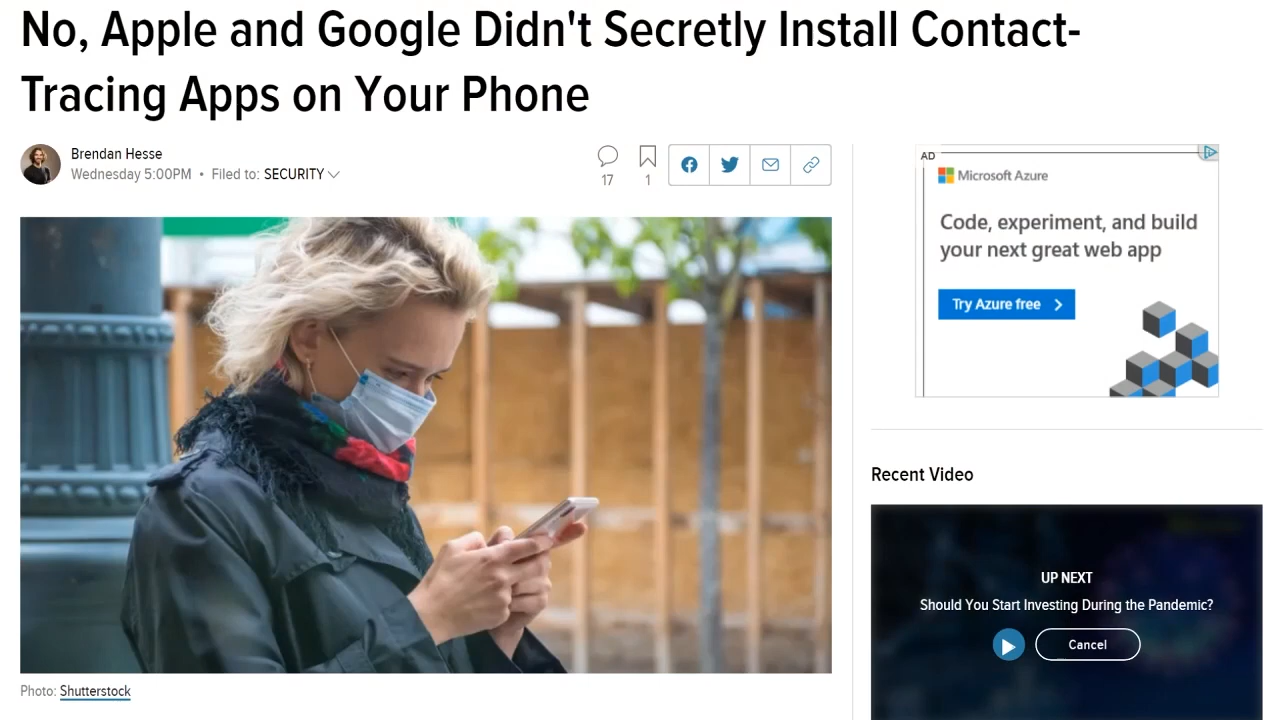 No, Apple and Google Didn't Secretly Install Contact-
Tracing Apps on Your Phone
Brendan Hesse
Wednesday 5:00PM • Filed to: SECURITY
17
1
Photo: Shutterstock
AD
Microsoft Azure
Code, experiment, and build
your next great web app
Try Azure free
Recent Video
UP NEXT
Should You Start Investing During the Pandemic?
Cancel